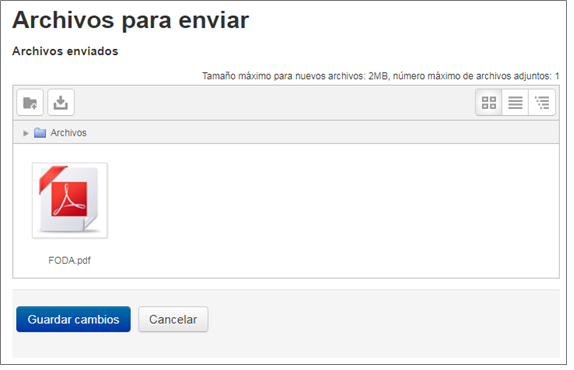 Archivos para enviar
Archivos enviados
Tamaño máximo para nuevos archivos: 2MB, número máximo de archivos adjuntos: 1
Archivos
FODA.pdf
Guardar cambios
Cancelar